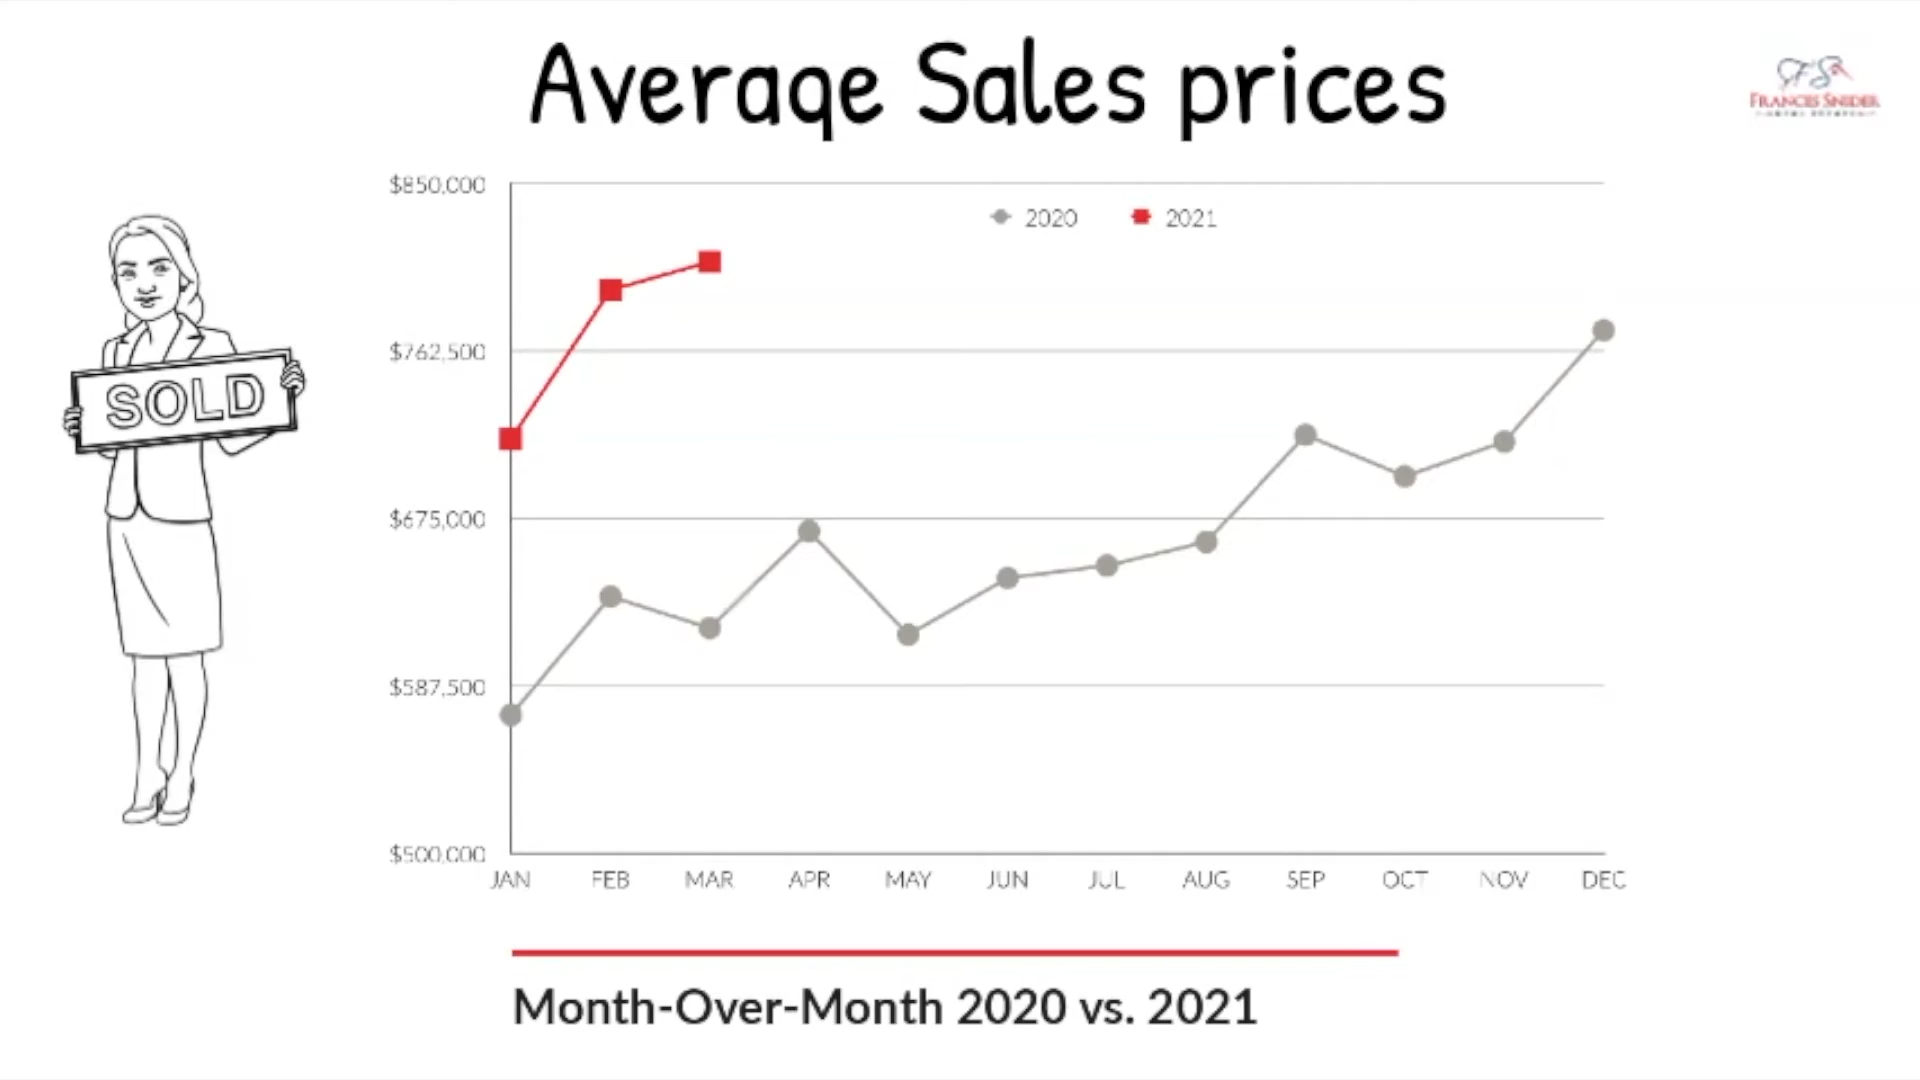 Average Sales prices
FRANCES SNIDER
$850,000
2020 2021
$762,500
SOLD
$675,000
$587,500
$500,000
JAN FEB MAR APR MAY JUN JUL AUG SEP OCT NOV DEC
Month-Over-Month 2020 vs. 2021